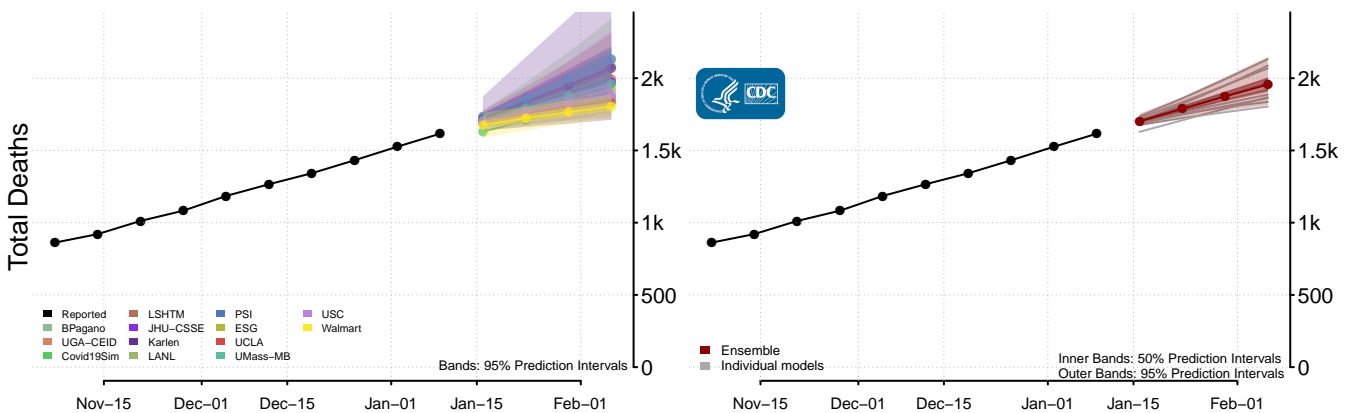 Total Deaths
2k
1.5k
1k
500
0
Reported
BPagano
UGA−CEID
Covid19Sim
LSHTM
JHU−CSSE
Karlen
LANL
PSI
ESG
UCLA
UMass−MB
USC
Walmart
Bands: 95% Prediction Intervals
Nov−15
Dec−01
Dec−15
Jan−01
Jan−15
Feb−01
CDC
2k
1.5k
1k
500
0
Ensemble
Individual models
Inner Bands: 50% Prediction Intervals
Outer Bands: 95% Prediction Intervals
Nov−15
Dec−01
Dec−15
Jan−01
Jan−15
Feb−01